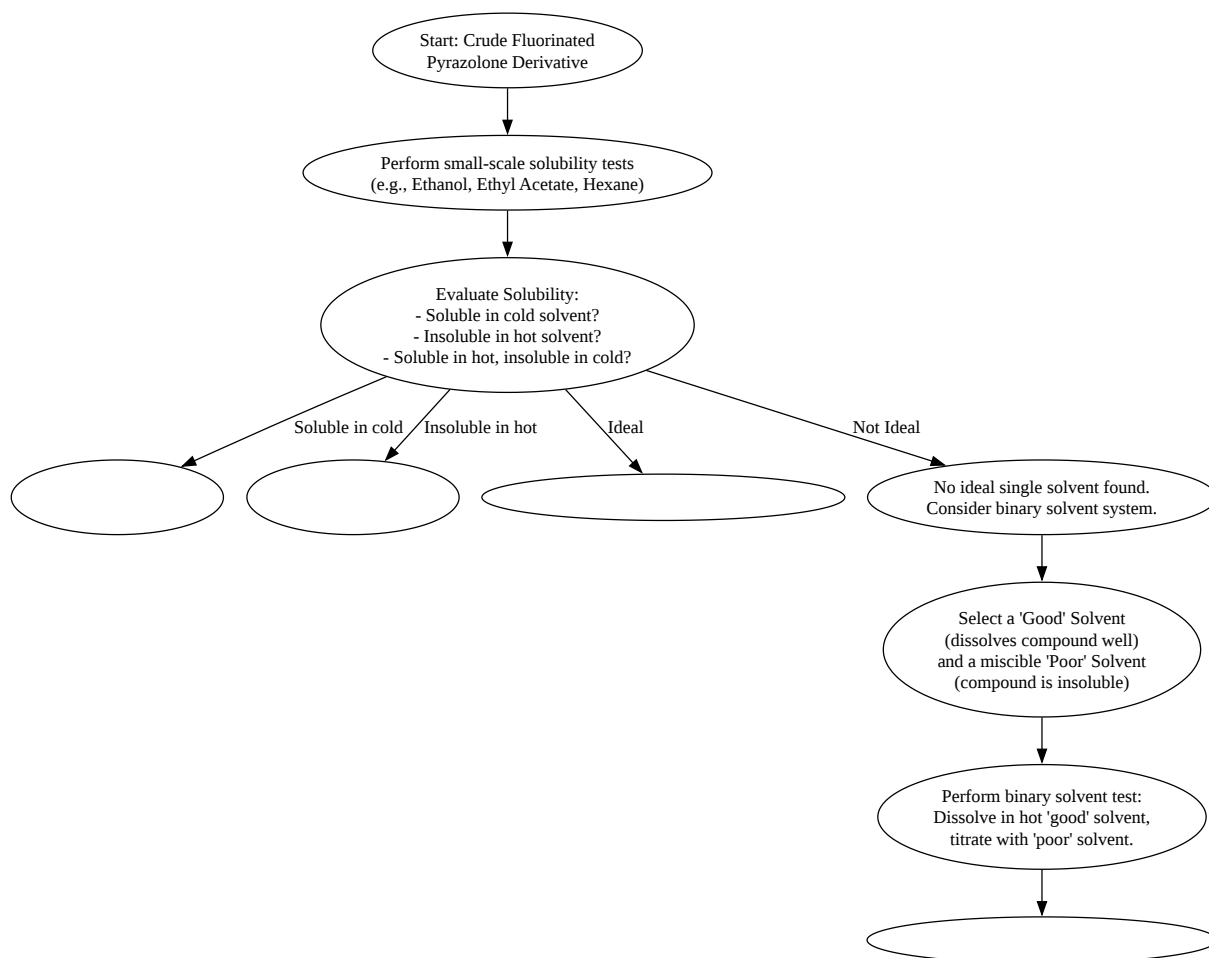 Start: Crude Fluorinated
Pyrazolone Derivative
Perform small-scale solubility tests
(e.g., Ethanol, Ethyl Acetate, Hexane)
Evaluate Solubility:
- Soluble in cold solvent?
- Insoluble in hot solvent?
- Soluble in hot, insoluble in cold?
Soluble in cold
Insoluble in hot
Ideal
Not Ideal
No ideal single solvent found.
Consider binary solvent system.
Select a 'Good' Solvent
(dissolves compound well)
and a miscible 'Poor' Solvent
(compound is insoluble)
Perform binary solvent test:
Dissolve in hot 'good' solvent,
titrate with 'poor' solvent.